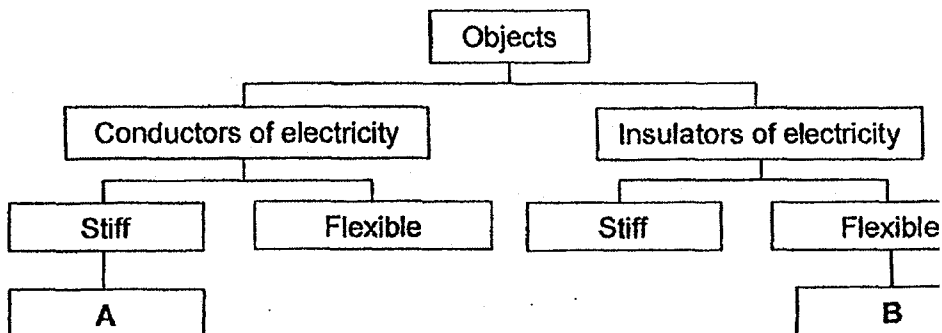 Objects
Conductors of electricity
Insulators of electricity
Stiff
Flexible
Stiff
Flexible
A
B